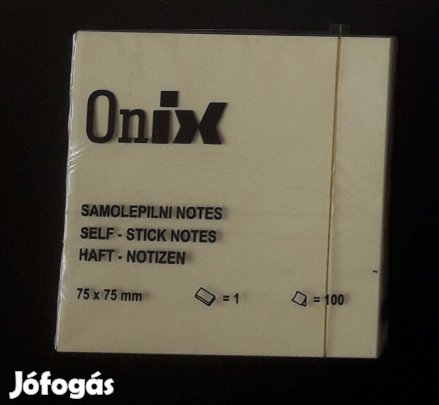 Onix
SAMOLEPILNI NOTES
SELF - STICK NOTES
HAFT - NOTIZEN
75 x 75 mm = 1 = 100
Jófogás